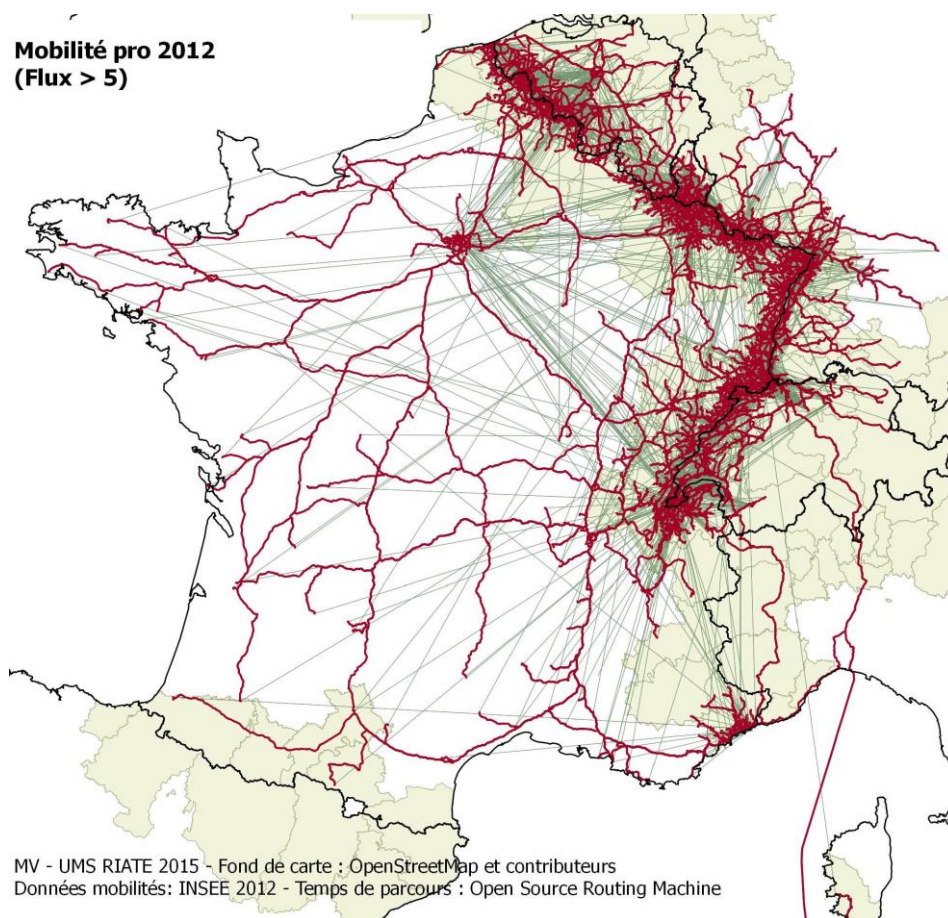 Mobilité pro 2012
(Flux > 5)
MV - UMS RIATE 2015 - Fond de carte : OpenStreetMap et contributeurs
Données mobilités: INSEE 2012 - Temps de parcours : Open Source Routing Machine